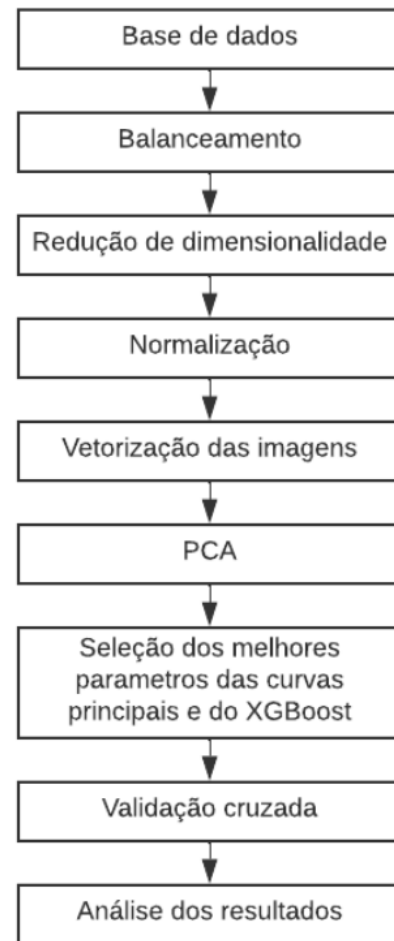 Base de dados
Balanceamento
Redução de dimensionalidade
Normalização
Vetorização das imagens
PCA
Seleção dos melhores
parametros das curvas
principais e do XGBoost
Validação cruzada
Análise dos resultados